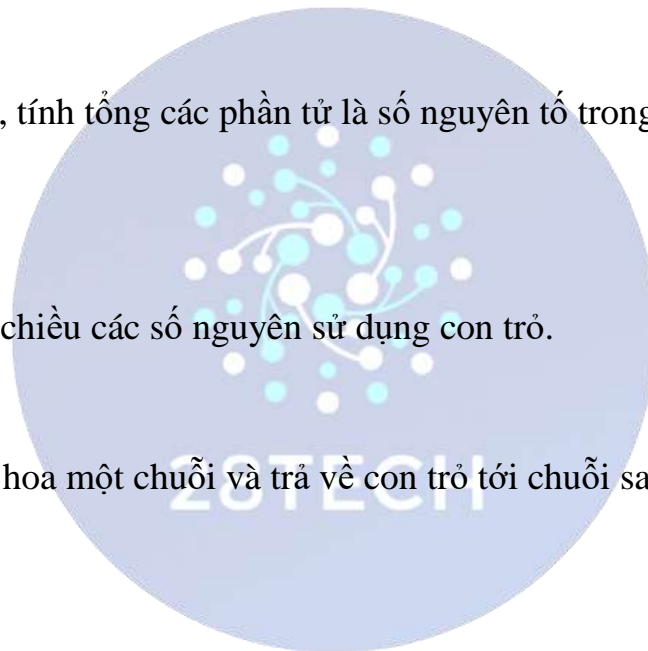 , tính tổng các phần tử là số nguyên tố trong
chiều các số nguyên sử dụng con trỏ.
hoa một chuỗi và trả về con trỏ tới chuỗi sa
28TECH